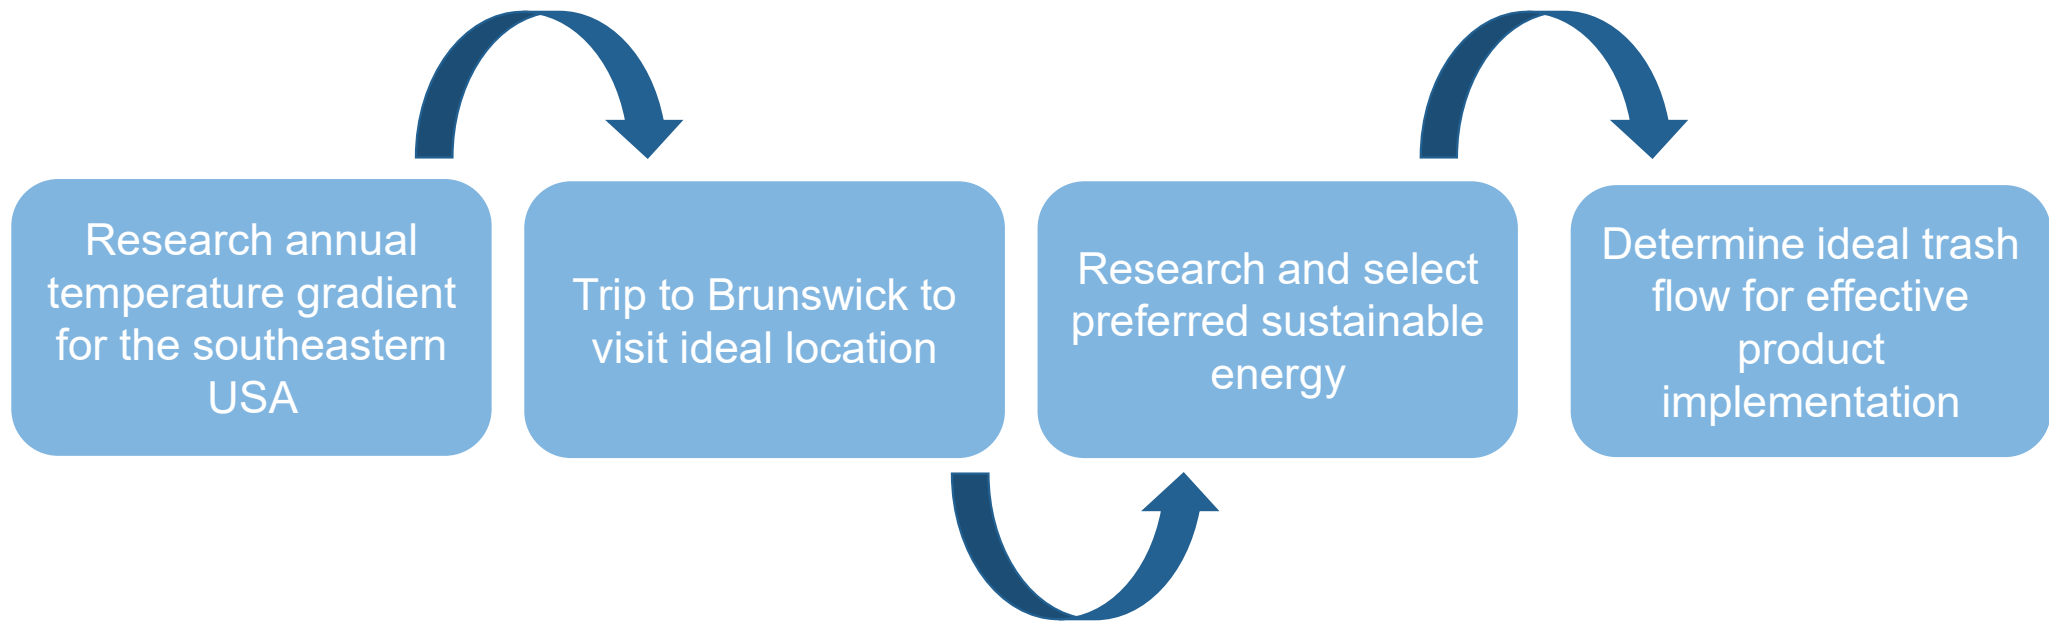 Research annual
temperature gradient
for the southeastern
USA
Trip to Brunswick to
visit ideal location
Research and select
preferred sustainable
energy
Determine ideal trash
flow for effective
product
implementation